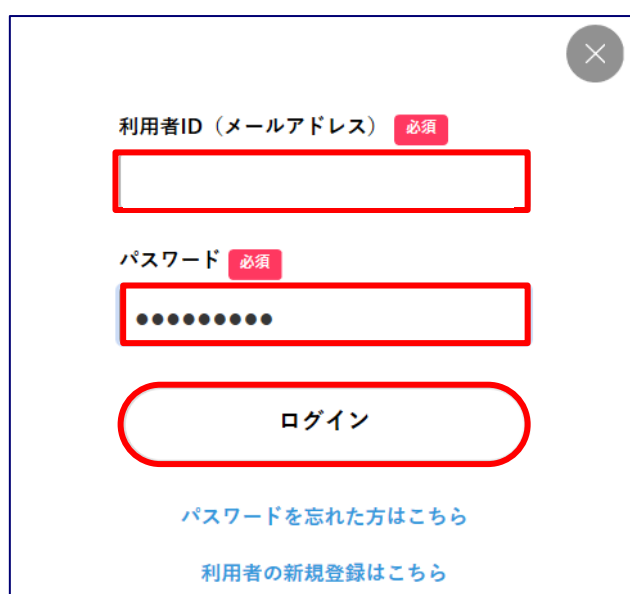 利用者ID（メールアドレス） 必須
パスワード 必須
●●●●●●●●●
ログイン
パスワードを忘れた方はこちら
利用者の新規登録はこちら